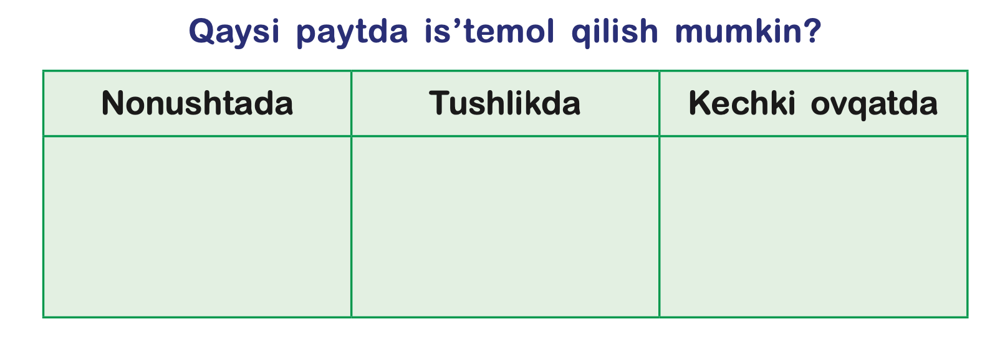 Qaysi paytda is’temol qilish mumkin?
Nonushtada Tushlikda Kechki ovqatda